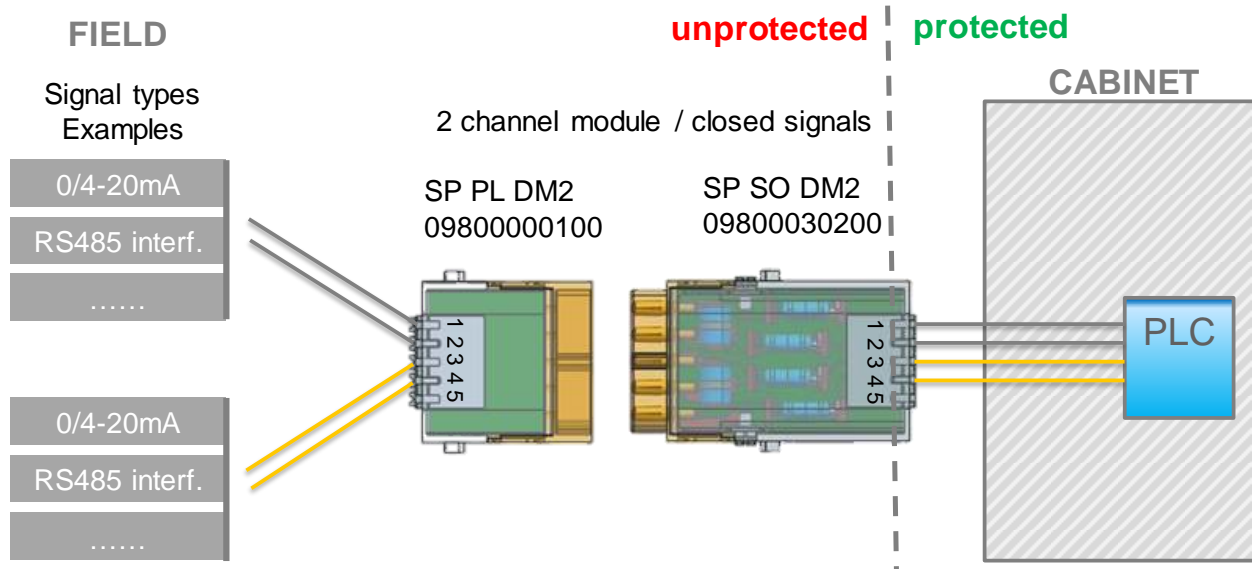 FIELD
Signal types
Examples
0/4-20mA
RS485 interf.
……
0/4-20mA
RS485 interf.
……
unprotected
protected
2 channel module / closed signals
SP PL DM2
09800000100
SP SO DM2
09800030200
1 2 3 4 5
1 2 3 4 5
CABINET
PLC